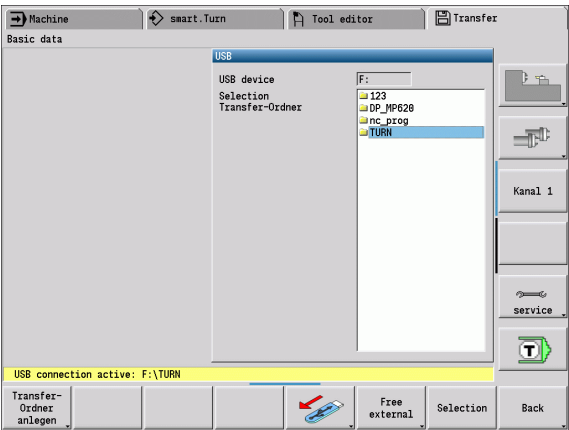 Machine
smart.Turn
Tool editor
Transfer
Basic data
USB
USB device
F:
Selection
Transfer-Ordner
123
DP_MP620
nc_prog
TURN
Kanal 1
service
T
USB connection active: F:\TURN
Transfer-
Ordner
anlegen
Free
external
Selection
Back